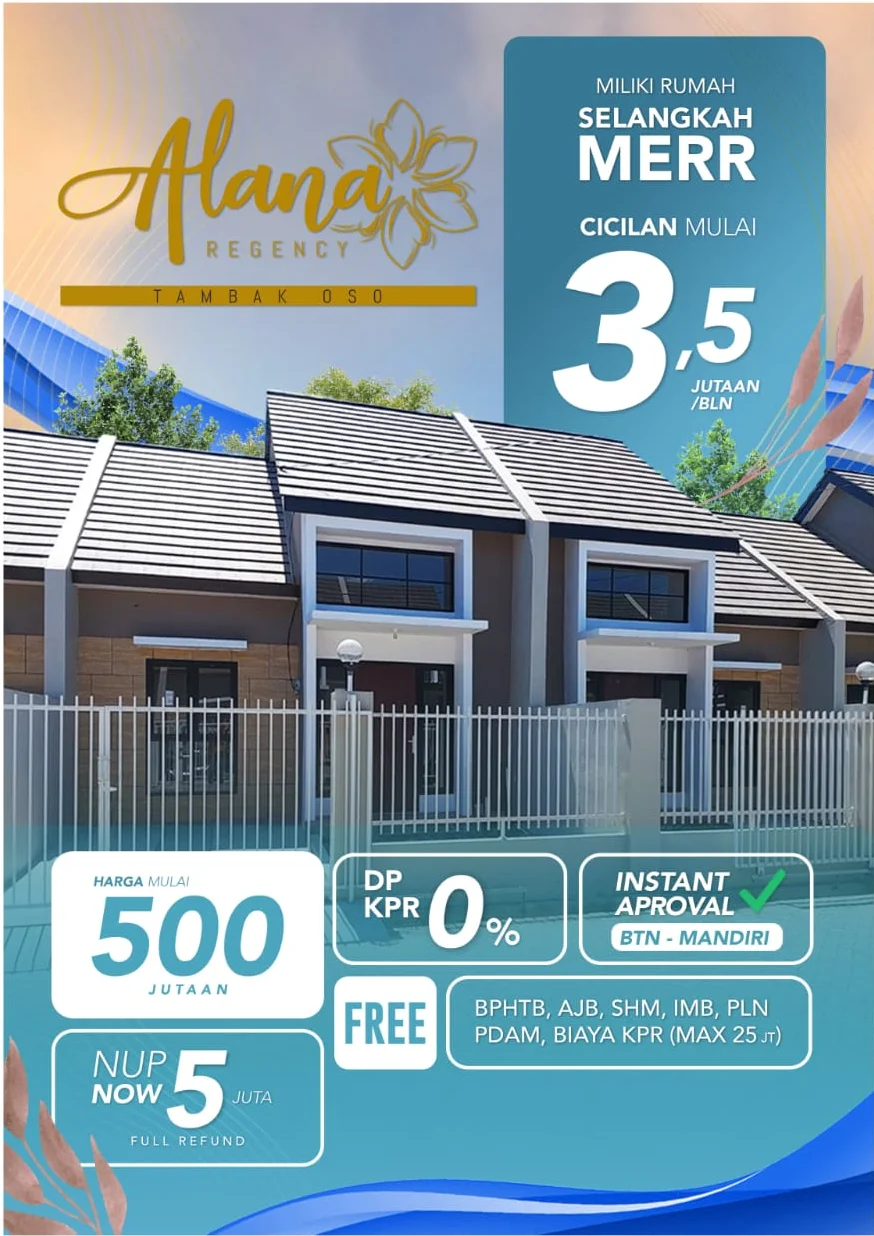 Alana
REGENCY
TAMBAK OSO
MILIKI RUMAH
SELANGKAH
MERR
CICILAN MULAI
3,5
JUTAAN
/BLN
HARGA MULAI
500
JUTAAN
DP
KPR 0%
INSTANT
APROVAL
BTN - MANDIRI
FREE
BPHTB, AJB, SHM, IMB, PLN
PDAM, BIAYA KPR (MAX 25 JT)
NUP
NOW 5 JUTA
FULL REFUND